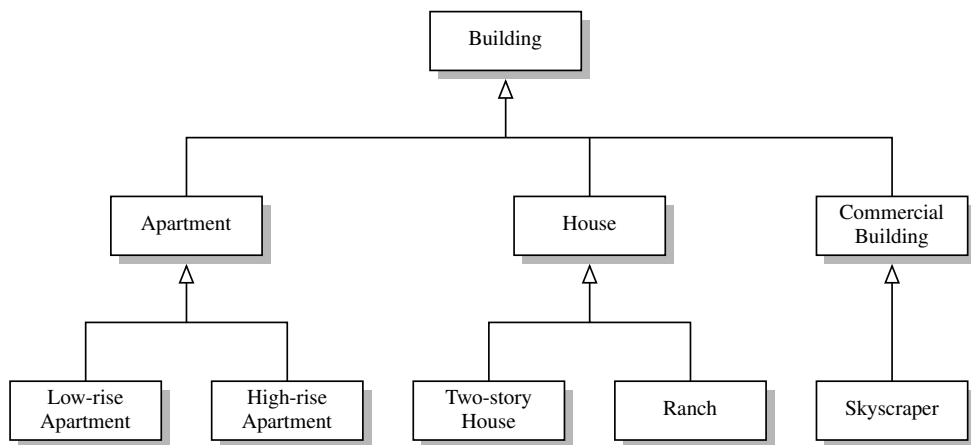 Building
Apartment
House
Commercial
Building
Low-rise
Apartment
High-rise
Apartment
Two-story
House
Ranch
Skyscraper